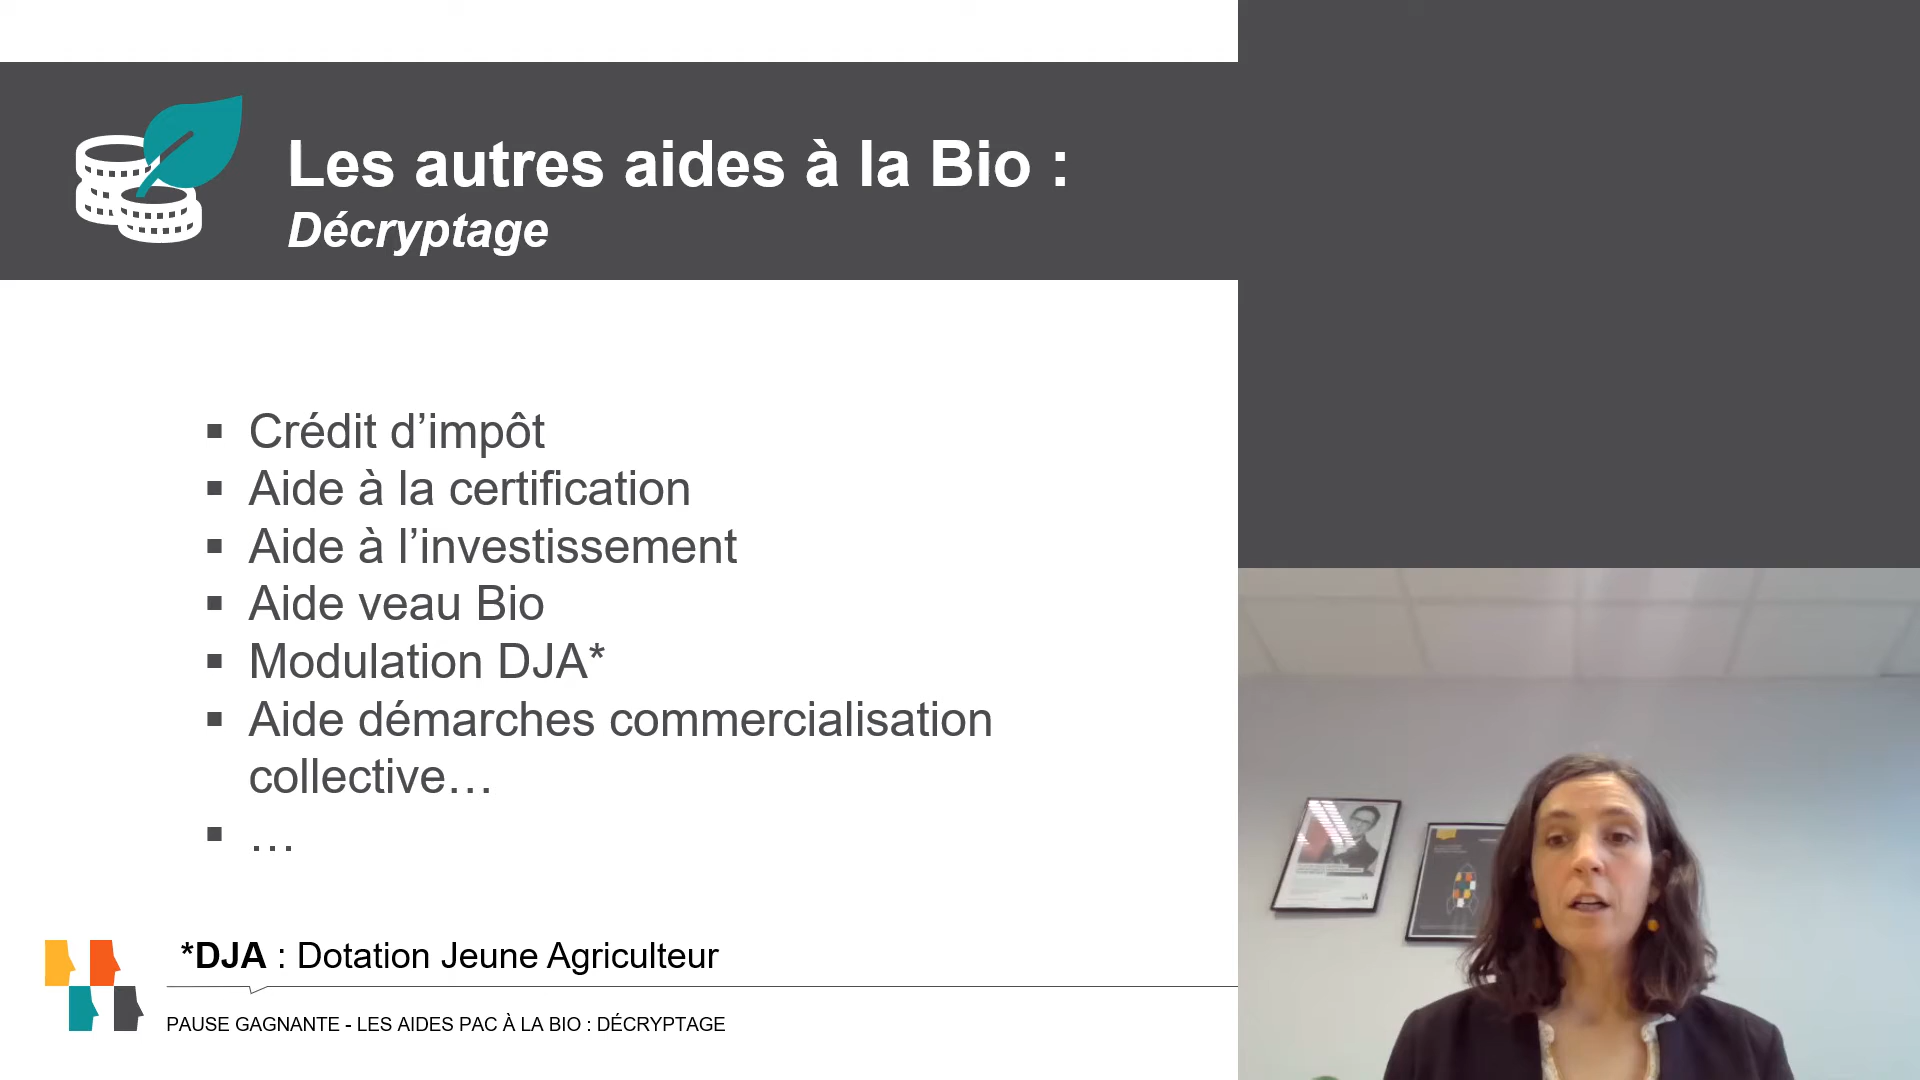 Les autres aides à la Bio :
Décryptage
▪ Crédit d’impôt
▪ Aide à la certification
▪ Aide à l’investissement
▪ Aide veau Bio
▪ Modulation DJA*
▪ Aide démarches commercialisation
collective…
▪ …
*DJA : Dotation Jeune Agriculteur
PAUSE GAGNANTE - LES AIDES PAC À LA BIO : DÉCRYPTAGE